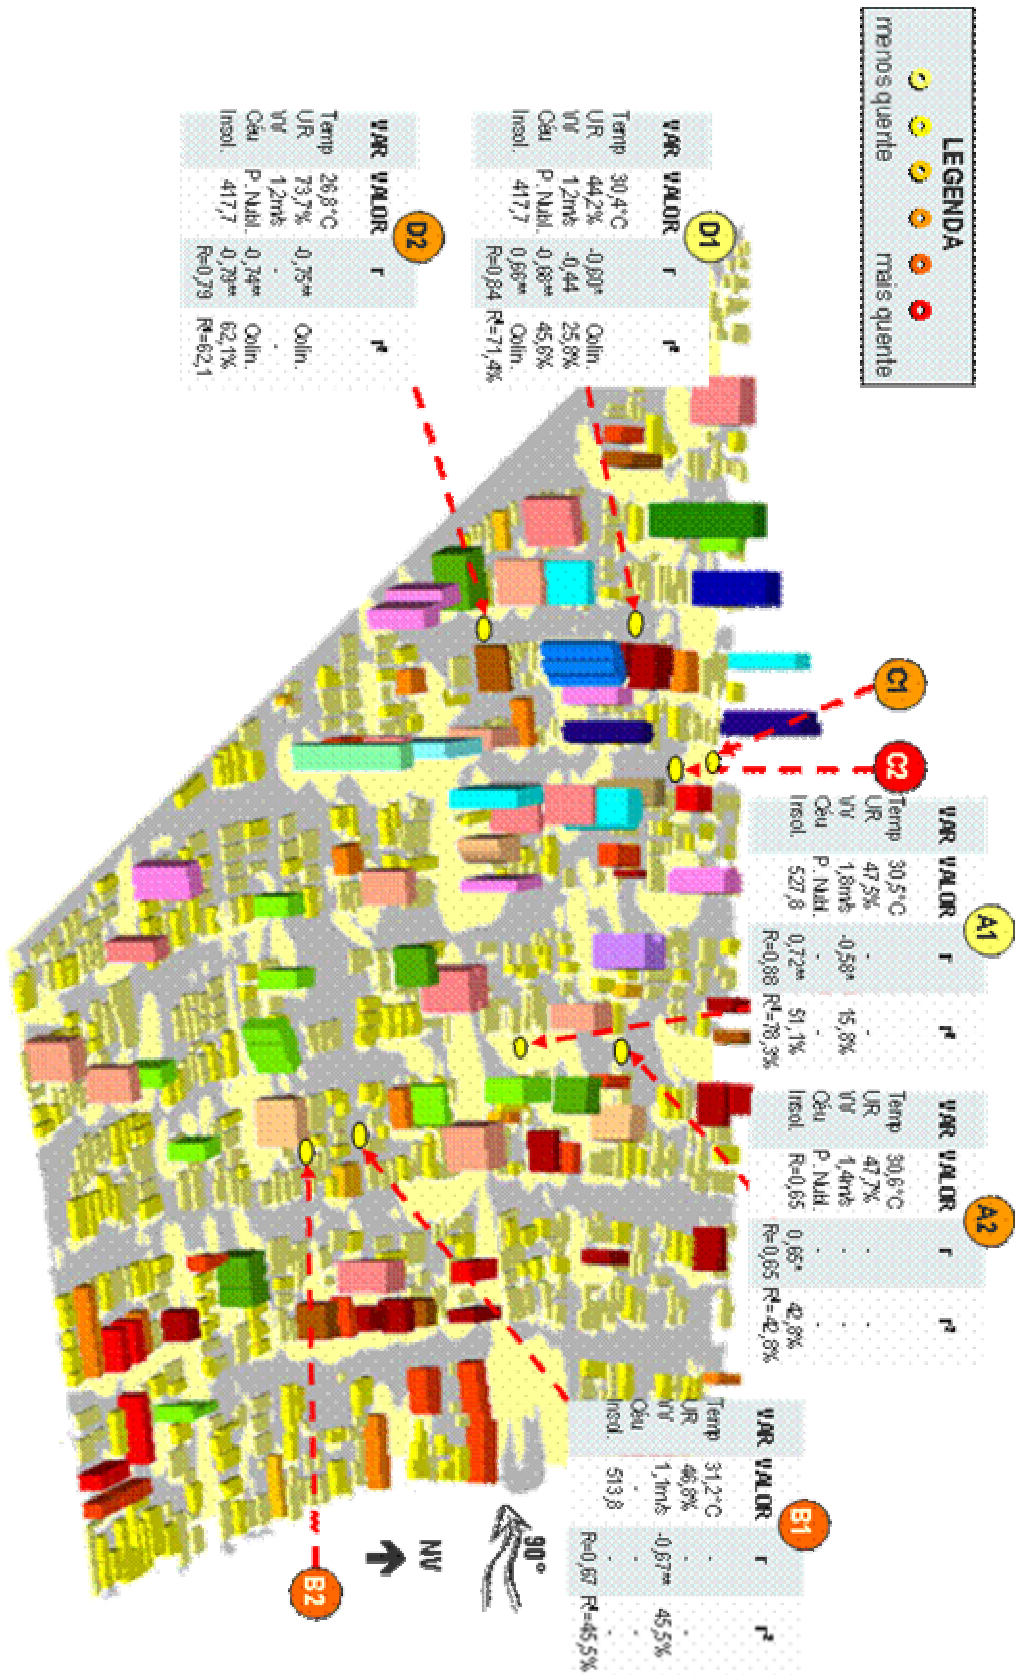 LEGENDA
menos quente mais quente
D1
VAR VALOR r r²
Temp 30,4°C -0,60* Colin.
UR 44,2% -0,44 25,8%
VV 1,2m/s -0,68** 45,6%
Céu P. Nubl. 0,66** Colin.
Insol. 417,7 R=0,84 R²=71,4%
D2
VAR VALOR r r²
Temp 26,8°C
UR 73,7% -0,75** Colin.
VV 1,2m/s - -
Céu P. Nubl. -0,74** Colin.
Insol. 417,7 -0,79** 62,1%
R=0,79 R²=62,1
C1
C2
A1
VAR VALOR r r²
Temp 30,5°C
UR 47,5% - -
VV 1,8m/s -0,58* 15,8%
Céu P. Nubl. - -
Insol. 527,8 0,72** 51,1%
R=0,88 R²=78,3%
A2
VAR VALOR r r²
Temp 30,6°C
UR 47,7% - -
VV 1,4m/s - -
Céu P. Nubl. - -
Insol. R=0,65 0,65* 42,8%
R=0,65 R²=42,8%
B1
VAR VALOR r r²
Temp 31,2°C - -
UR 46,8% - -
VV 1,1m/s -0,67** 45,5%
Céu - - -
Insol. 513,8 - -
R=0,67 R²=45,5%
B2
90°
NV